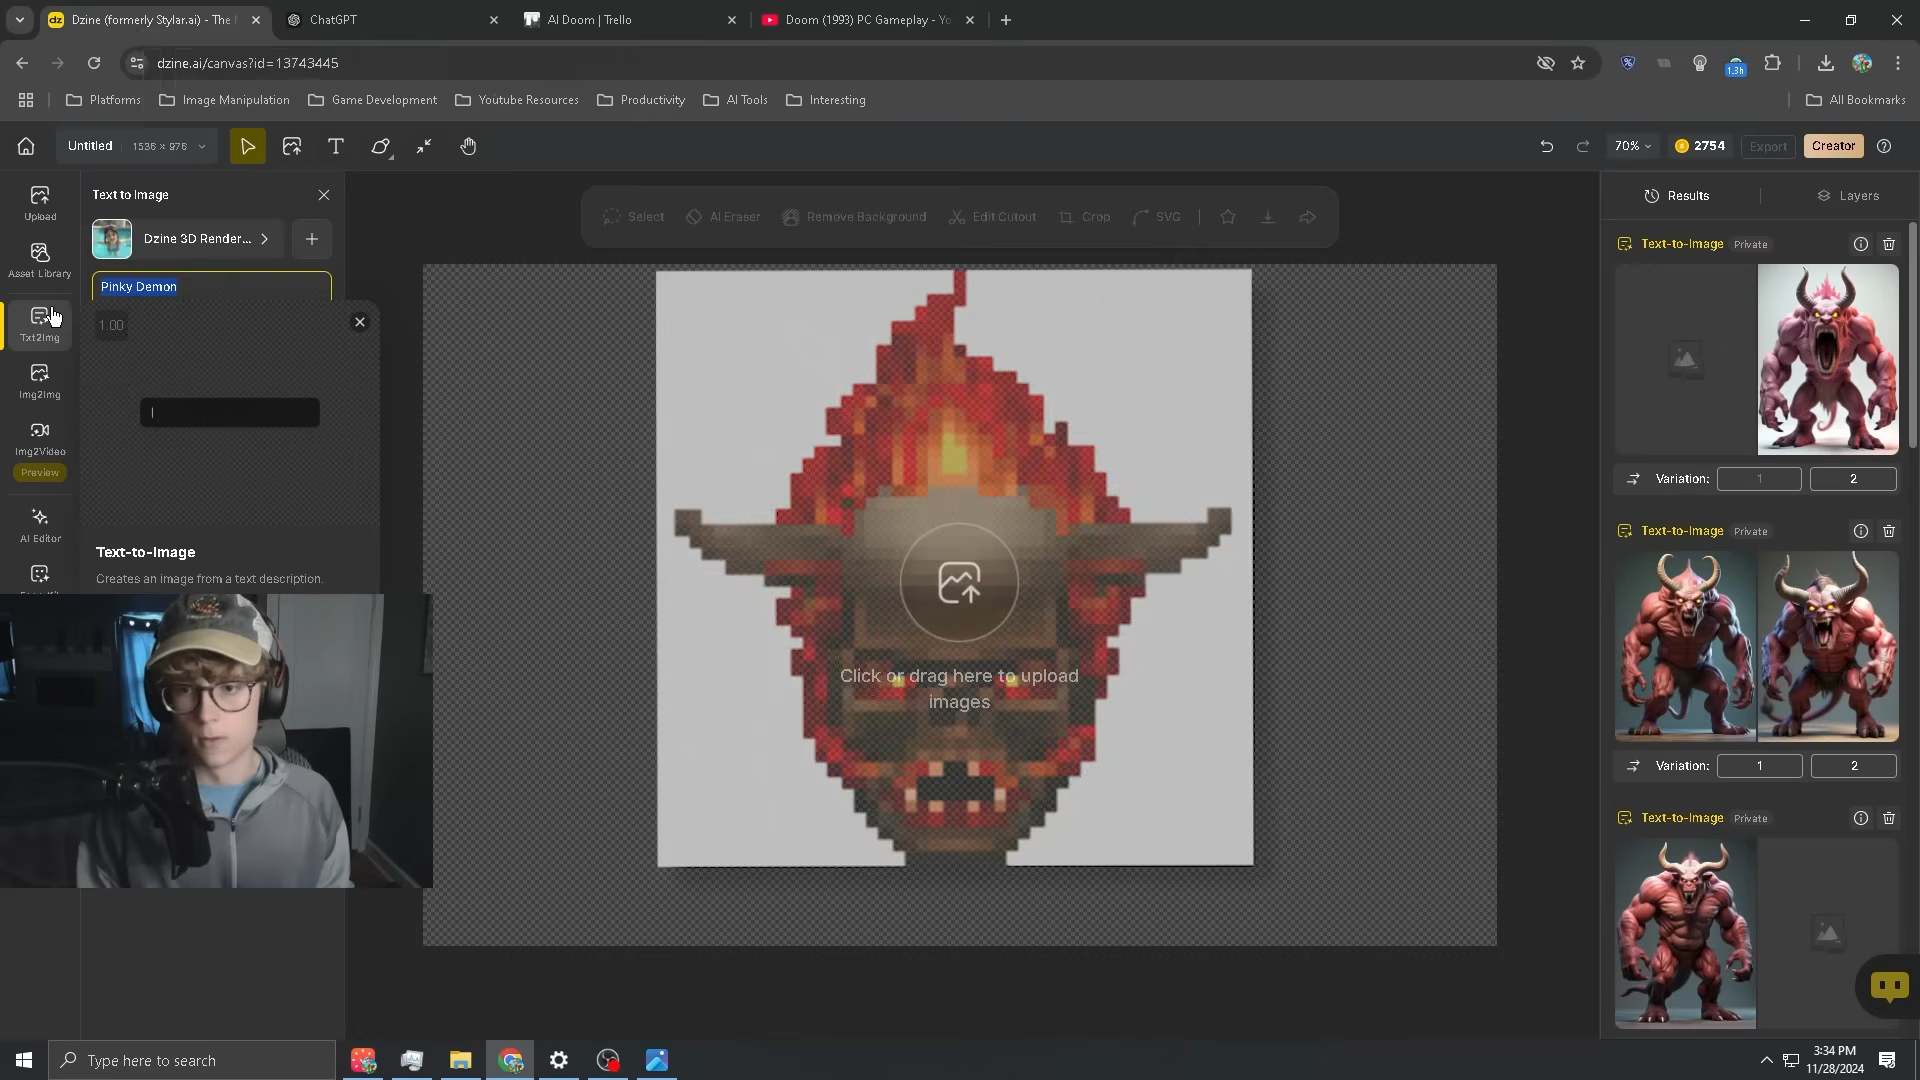 Dzine (formerly Stylar.ai) - The
ChatGPT
AI Doom | Trello
Doom (1993) PC Gameplay - Yo
dzine.ai/canvas?id=13743445
1.3h
Platforms
Image Manipulation
Game Development
Youtube Resources
Productivity
AI Tools
Interesting
All Bookmarks
Untitled
1536 × 976
T
70%
2754
Export
Creator
Upload
Asset Library
Txt2Img
Img2Img
Img2Video
Preview
AI Editor
Text to Image
Dzine 3D Render...
Pinky Demon
1.00
Text-to-Image
Creates an image from a text description.
Select
AI Eraser
Remove Background
Edit Cutout
Crop
SVG
Click or drag here to upload
images
Results
Layers
Text-to-Image Private
Variation: 1 2
Text-to-Image Private
Variation: 1 2
Text-to-Image Private
Type here to search
3:34 PM
11/28/2024